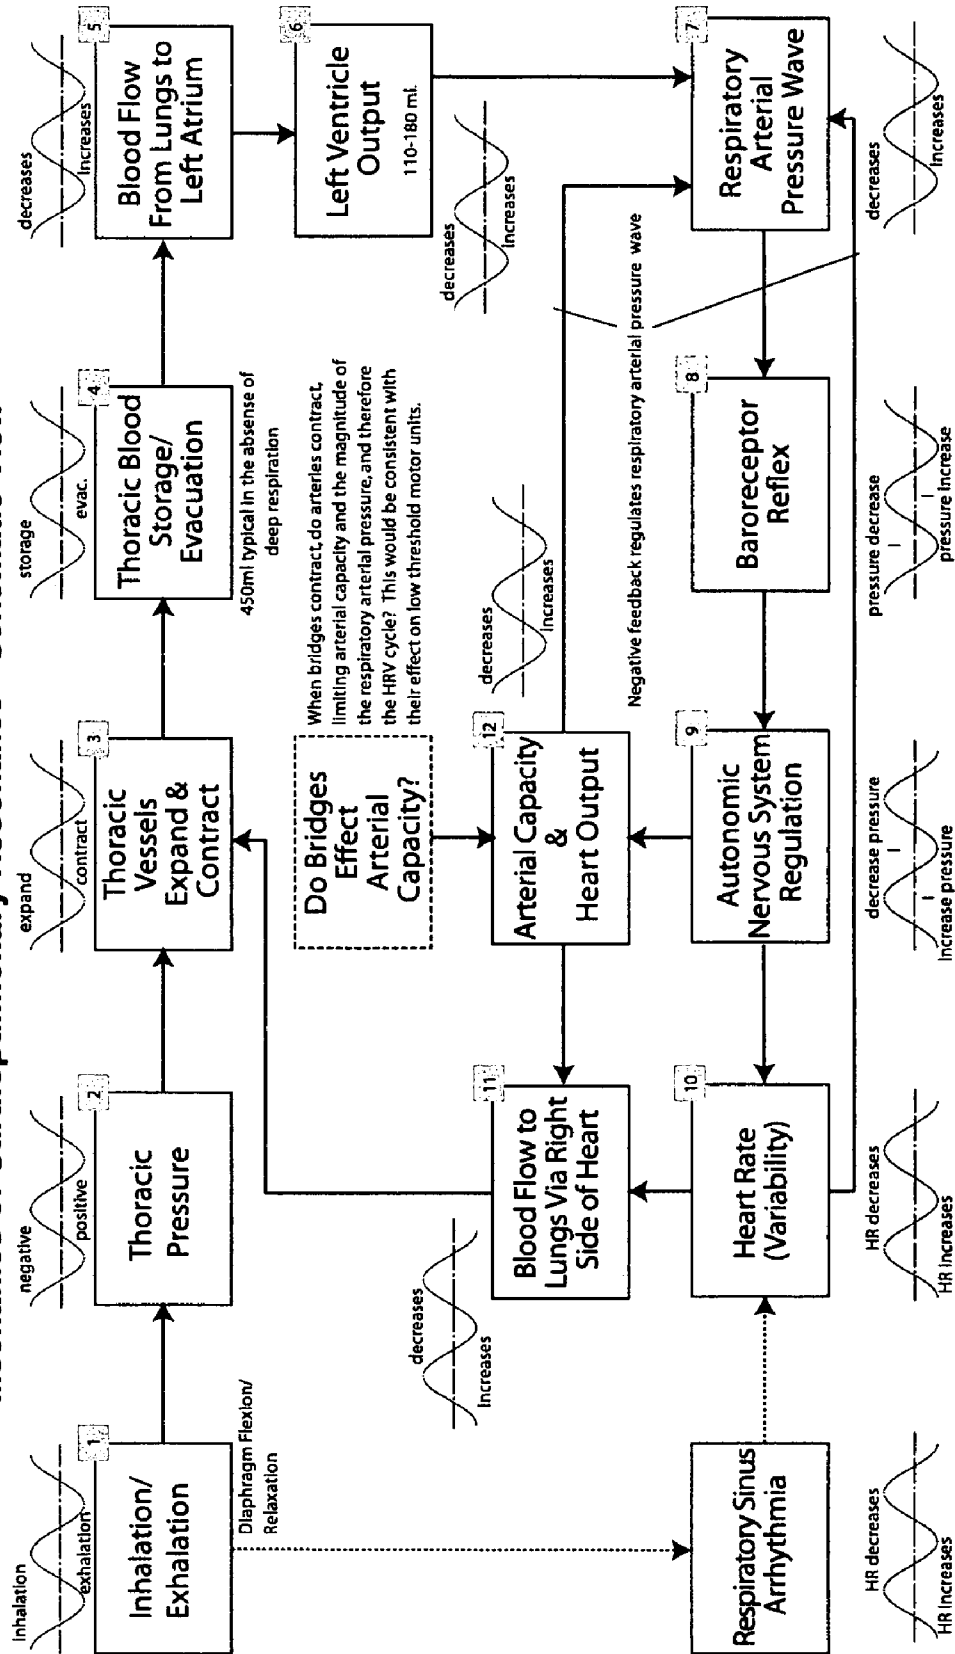 Inhalation
exhalation
1
Inhalation/
Exhalation
Diaphragm Flexion/
Relaxation
negative
positive
2
Thoracic
Pressure
expand
contract
3
Thoracic
Vessels
Expand &
Contract
storage
evac.
4
Thoracic Blood
Storage/
Evacuation
450ml typical in the absense of
deep respiration
decreases
Increases
5
Blood Flow
From Lungs to
Left Atrium
6
Left Ventricle
Output
110-180 ml.
decreases
Increases
Do Bridges
Effect
Arterial
Capacity?
When bridges contract, do arteries contract,
limiting arterial capacity and the magnitude of
the respiratory arterial pressure, and therefore
the HRV cycle? This would be consistent with
their effect on low threshold motor units.
decreases
Increases
11
Blood Flow to
Lungs Via Right
Side of Heart
12
Arterial Capacity
&
Heart Output
decreases
Increases
Negative feedback regulates respiratory arterial pressure wave
Respiratory Sinus
Arrhythmia
HR decreases
HR Increases
10
Heart Rate
(Variability)
HR decreases
HR Increases
9
Autonomic
Nervous System
Regulation
decrease pressure
Increase pressure
8
Baroreceptor
Reflex
pressure decrease
pressure Increase
7
Respiratory
Arterial
Pressure Wave
decreases
Increases